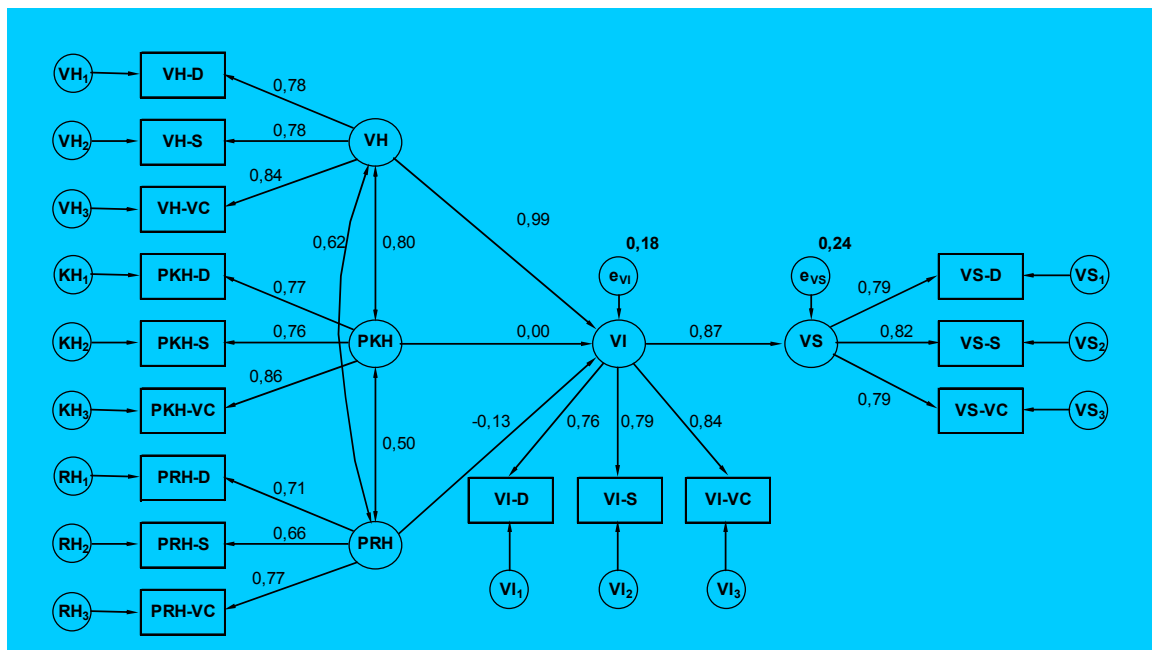 VH1
VH-D
0,78
VH2
VH-S
0,78
VH
VH3
VH-VC
0,84
0,99
0,62
0,80
0,18
0,24
KH1
PKH-D
0,77
eVI
eVS
0,79
VS-D
VS1
KH2
PKH-S
0,76
PKH
0,00
VI
0,87
VS
0,82
VS-S
VS2
KH3
PKH-VC
0,86
0,79
VS-VC
VS3
-0,13
0,76
0,79
0,84
0,50
RH1
PRH-D
0,71
VI-D
VI-S
VI-VC
RH2
PRH-S
0,66
PRH
0,77
VI1
VI2
VI3
RH3
PRH-VC